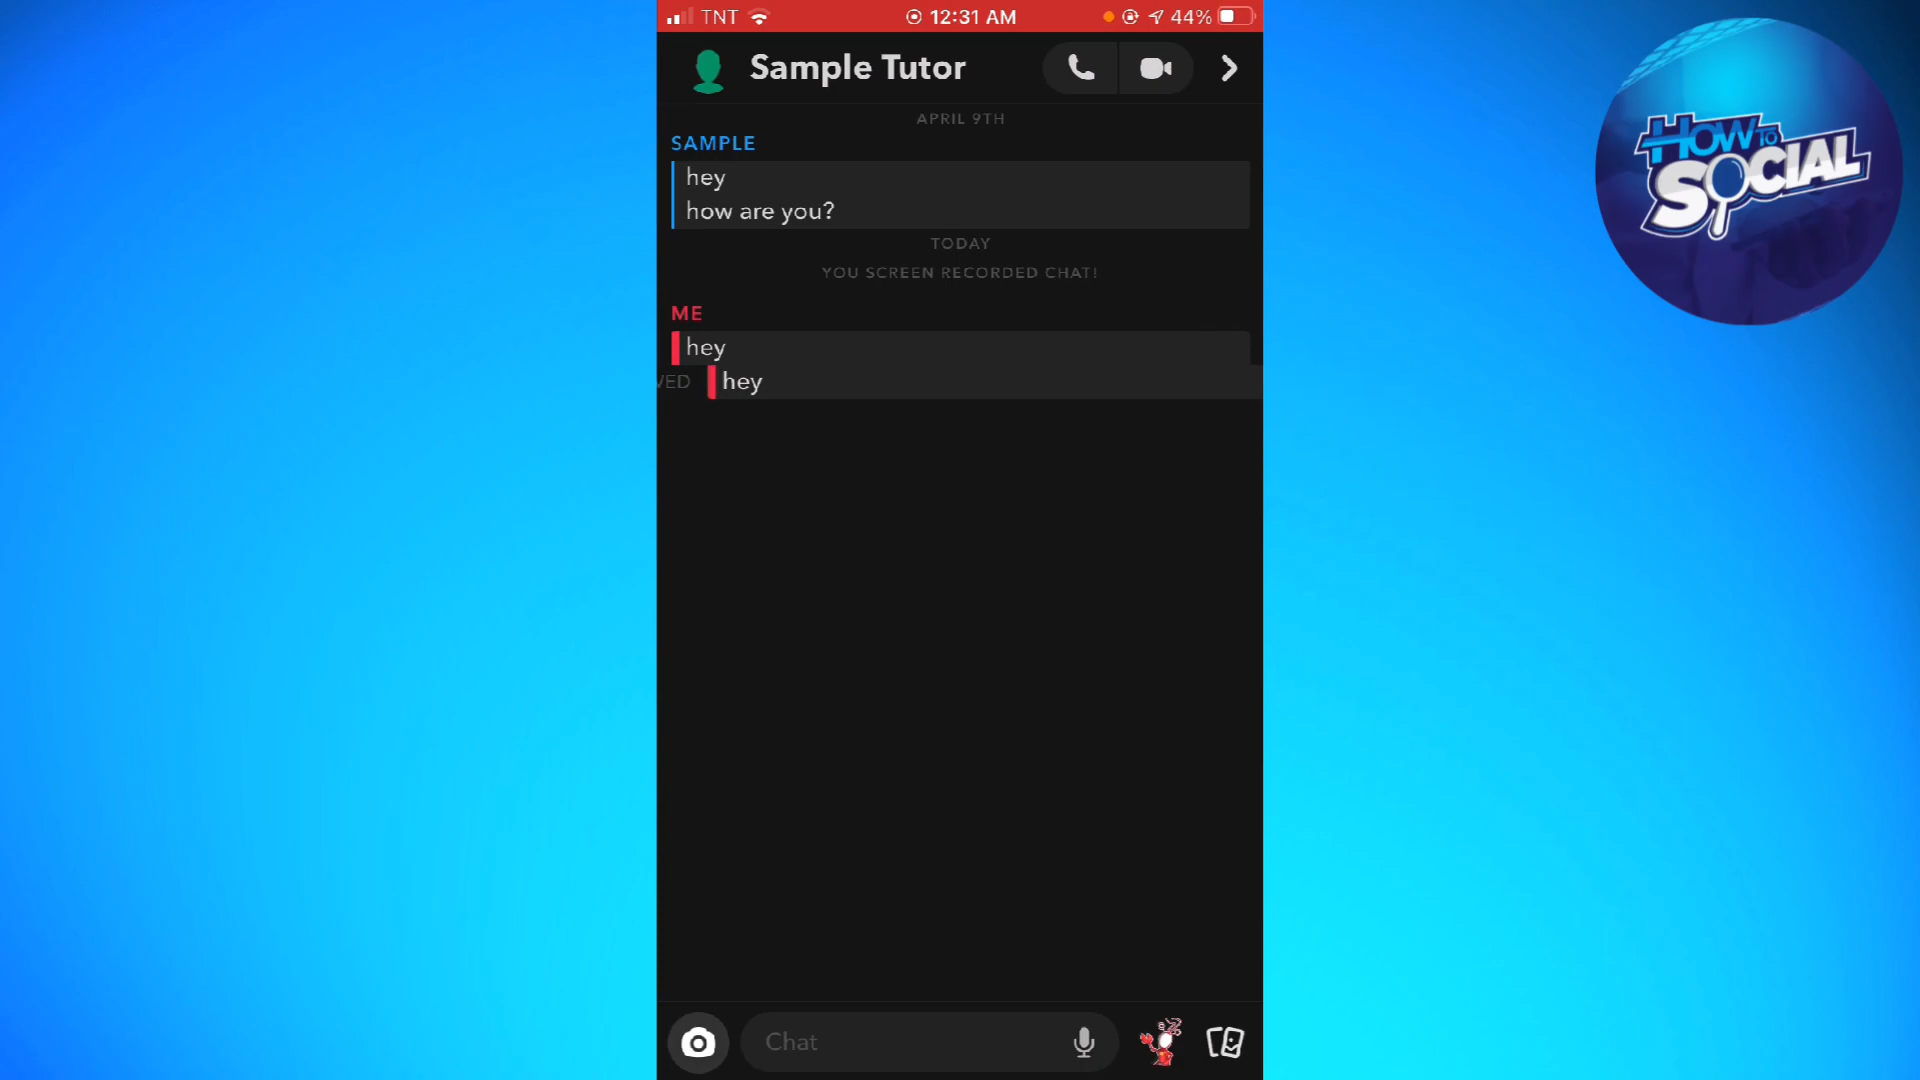 TNT 12:31 AM 44%
Sample Tutor
HOW TO
SOCIAL
APRIL 9TH
SAMPLE
hey
how are you?
TODAY
YOU SCREEN RECORDED CHAT!
ME
hey
VED hey
Chat